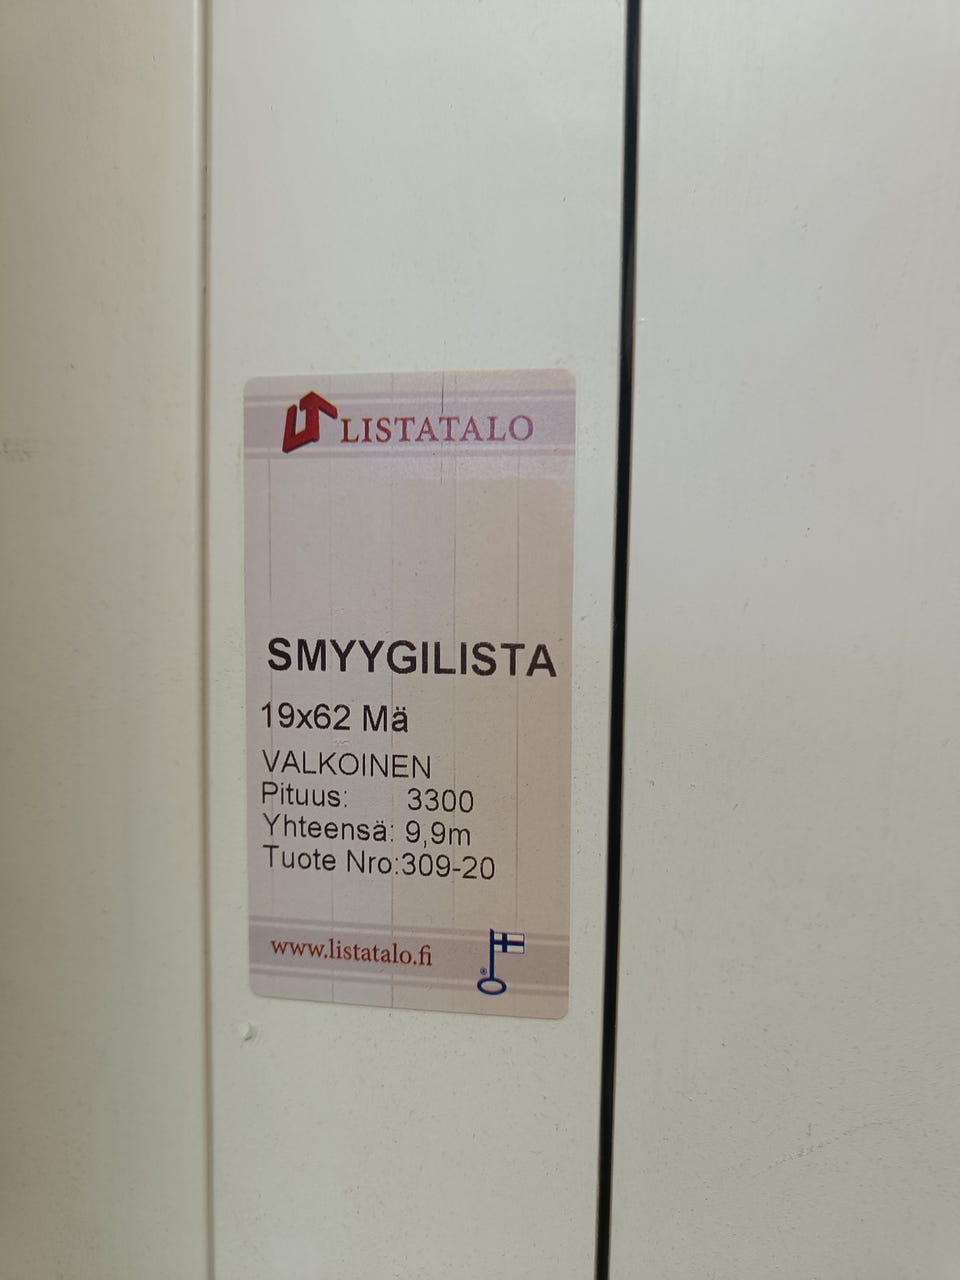 LISTATALO
SMYYGILISTA
19x62 Mä
VALKOINEN
Pituus: 3300
Yhteensä: 9,9m
Tuote Nro:309-20
www.listatalo.fi
®